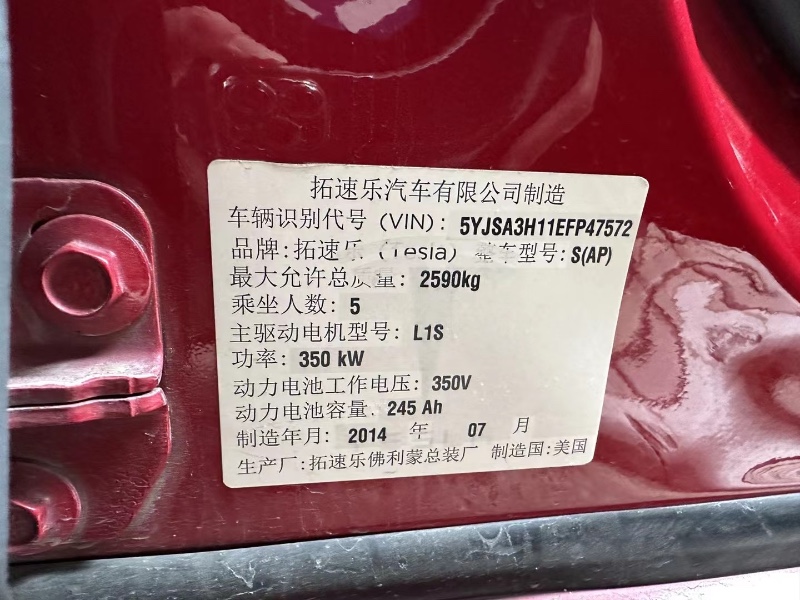 拓速乐汽车有限公司制造
车辆识别代号 (VIN): 5YJSA3H11EFP47572
品牌: 拓速乐 (Tesla) 整车型号: S(AP)
最大允许总质量: 2590kg
乘坐人数: 5
主驱动电机型号: L1S
功率: 350 kW
动力电池工作电压: 350V
动力电池容量. 245 Ah
制造年月: 2014 年 07 月
生产厂: 拓速乐佛利蒙总装厂 制造国: 美国